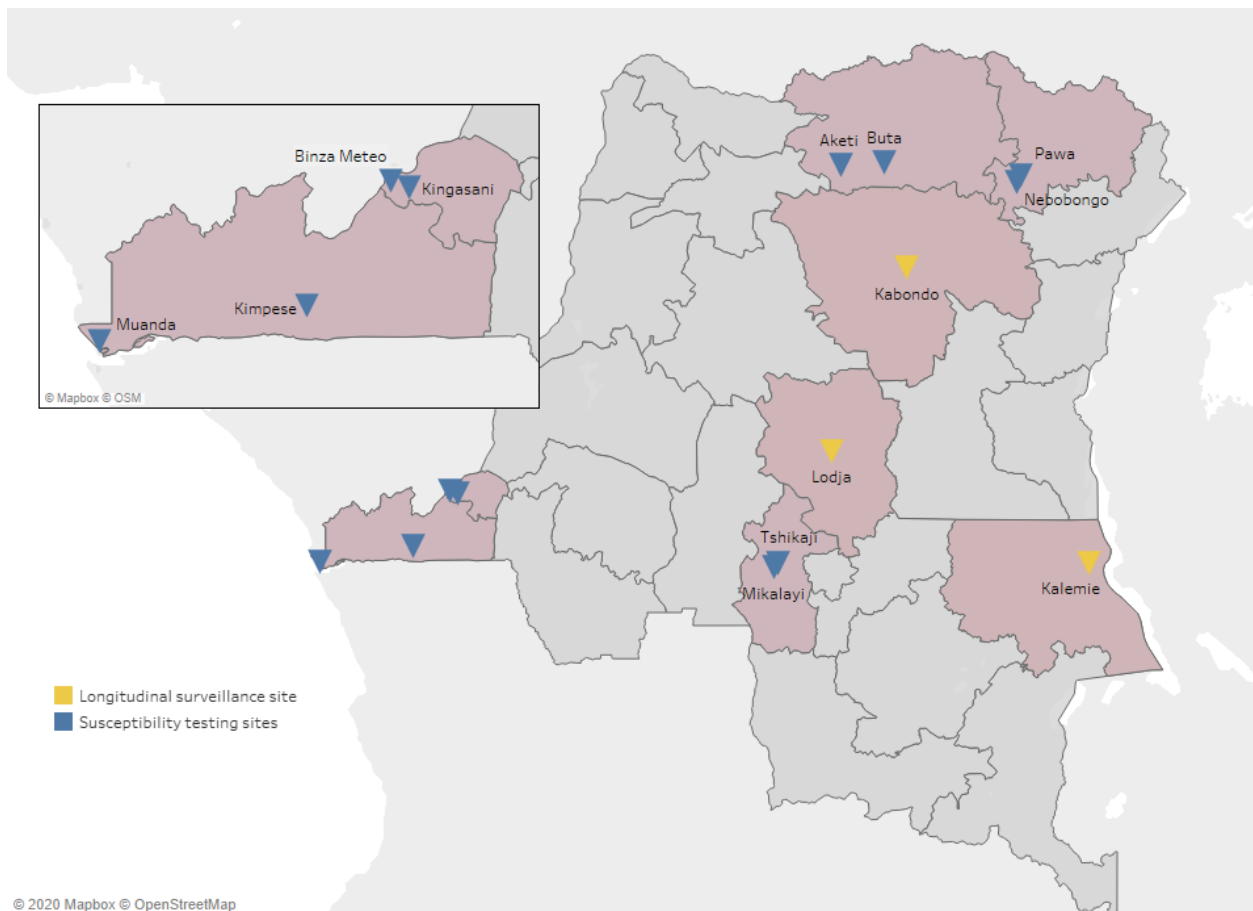 Binza Meteo
Kingasani
Kimpese
Muanda
© Mapbox © OSM
Aketi
Buta
Pawa
Nebobongo
Kabondo
Lodja
Tshikaji
Mikalayi
Kalemie
Longitudinal surveillance site
Susceptibility testing sites
© 2020 Mapbox © OpenStreetMap